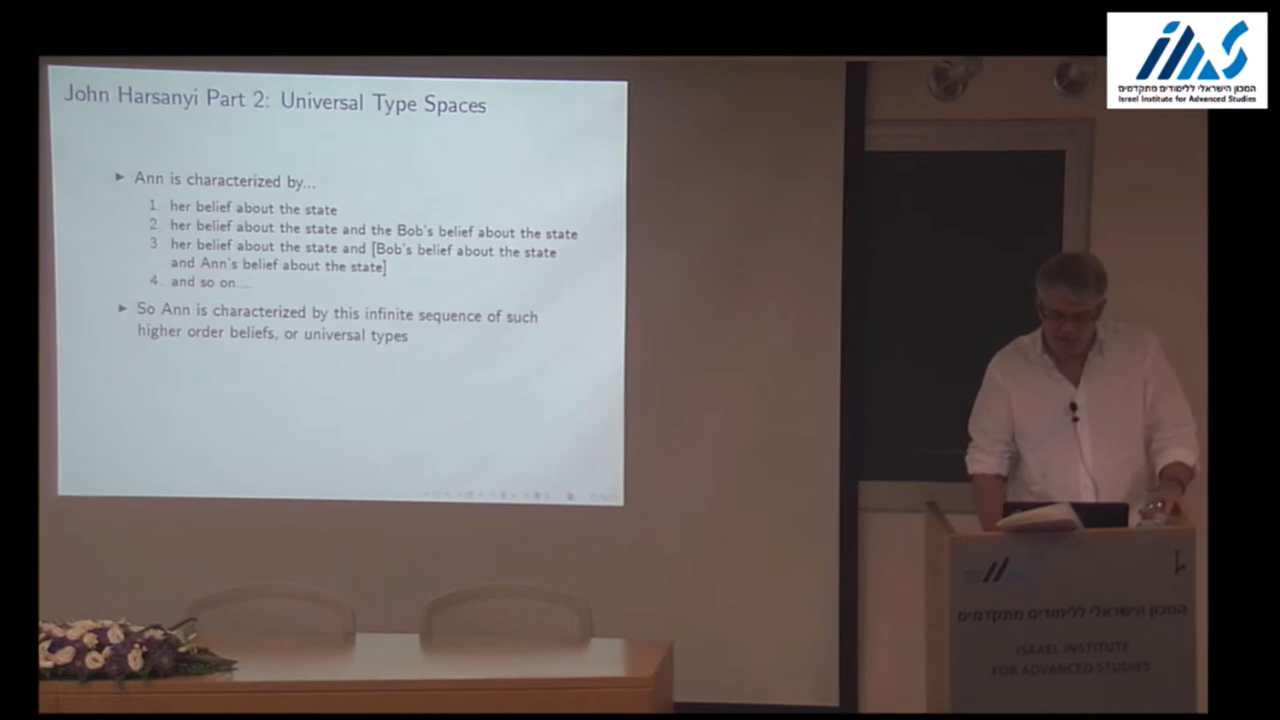 המכון הישראלי ללימודים מתקדמים
Israel Institute for Advanced Studies
John Harsanyi Part 2: Universal Type Spaces
Ann is characterized by...
1. her belief about the state
2. her belief about the state and the Bob's belief about the state
3. her belief about the state and [Bob's belief about the state
and Ann's belief about the state]
4. and so on....
So Ann is characterized by this infinite sequence of such
higher order beliefs, or universal types
המכון הישראלי ללימודים מתקדמים
ISRAEL INSTITUTE
FOR ADVANCED STUDIES